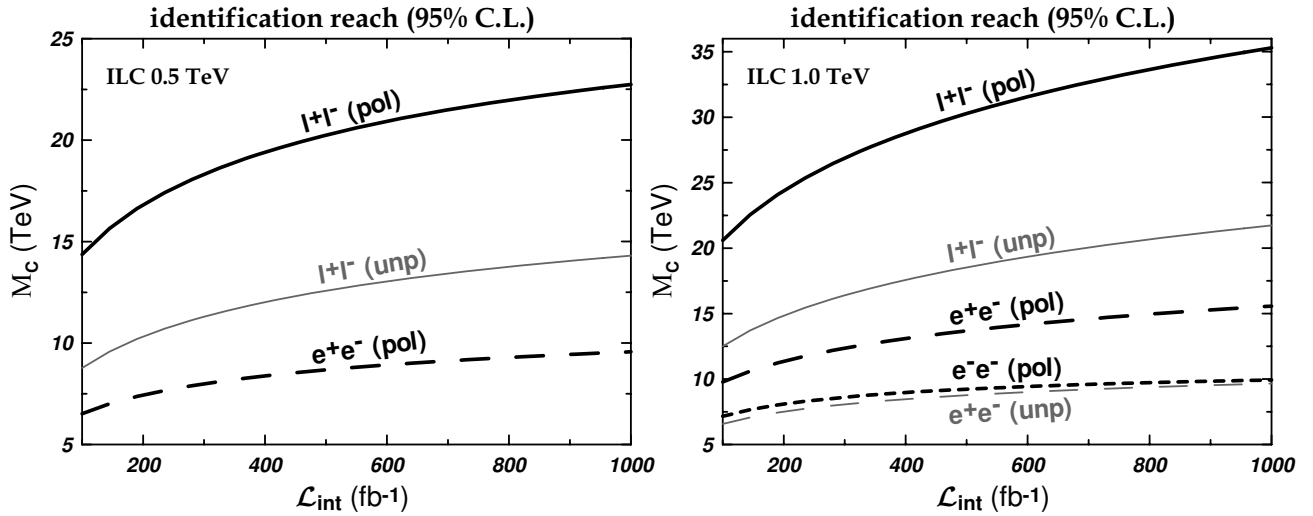 identification reach (95% C.L.)
25
20
15
10
5
M_C (TeV)
ILC 0.5 TeV
l⁺l⁻ (pol)
l⁺l⁻ (unp)
e⁺e⁻ (pol)
200 400 600 800 1000
ℒ_int (fb-1)
identification reach (95% C.L.)
35
30
25
20
15
10
5
M_C (TeV)
ILC 1.0 TeV
l⁺l⁻ (pol)
l⁺l⁻ (unp)
e⁺e⁻ (pol)
e⁻e⁻ (pol)
e⁺e⁻ (unp)
200 400 600 800 1000
ℒ_int (fb-1)